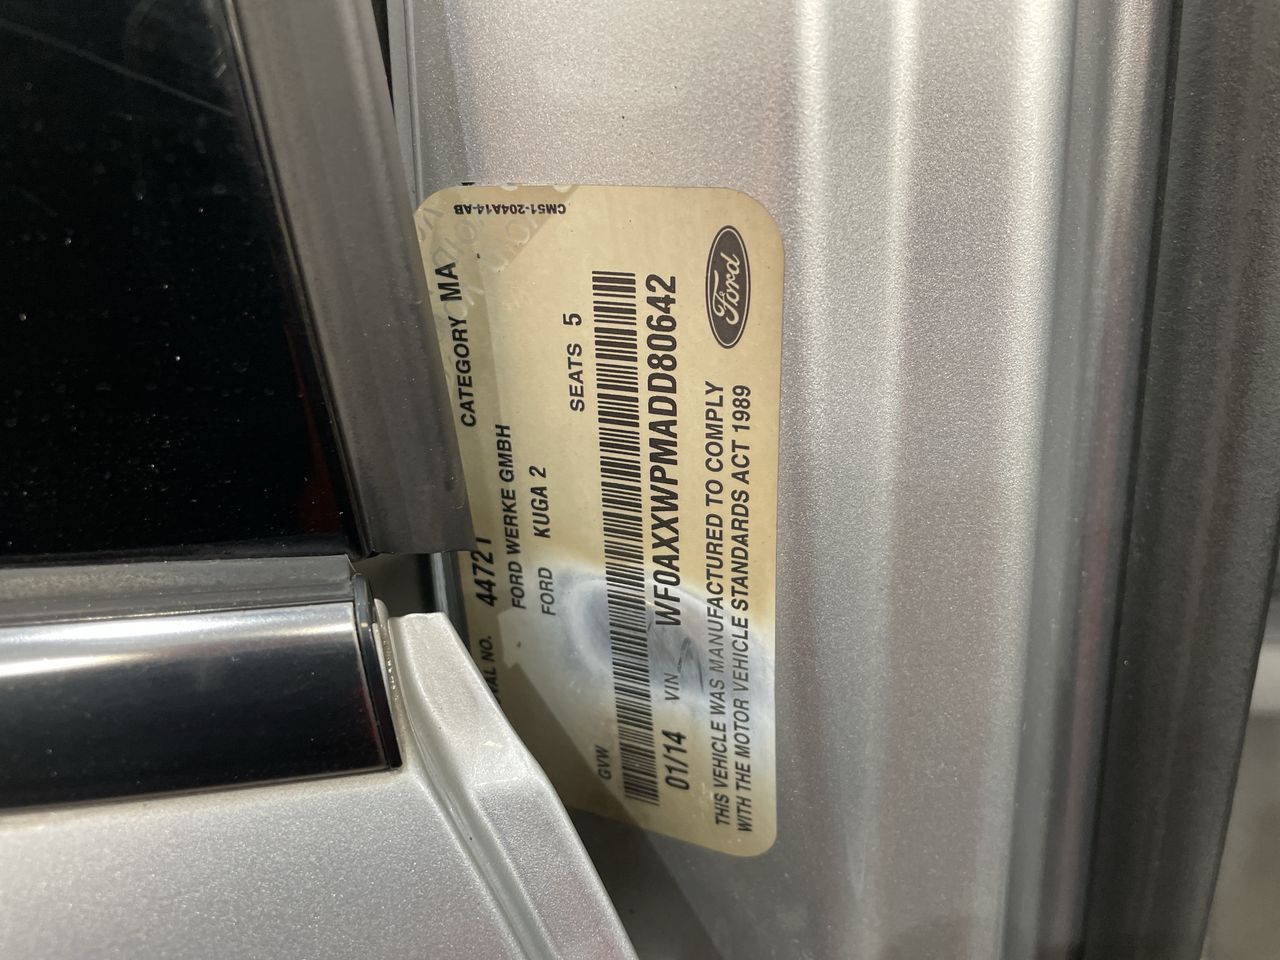 CM51-204A14-AB
44721 CATEGORY MA
FORD WERKE GMBH
FORD KUGA 2
SEATS 5
GVW
01/14 VIN WF0AXXWPMADD80642
THIS VEHICLE WAS MANUFACTURED TO COMPLY
WITH THE MOTOR VEHICLE STANDARDS ACT 1989
Ford